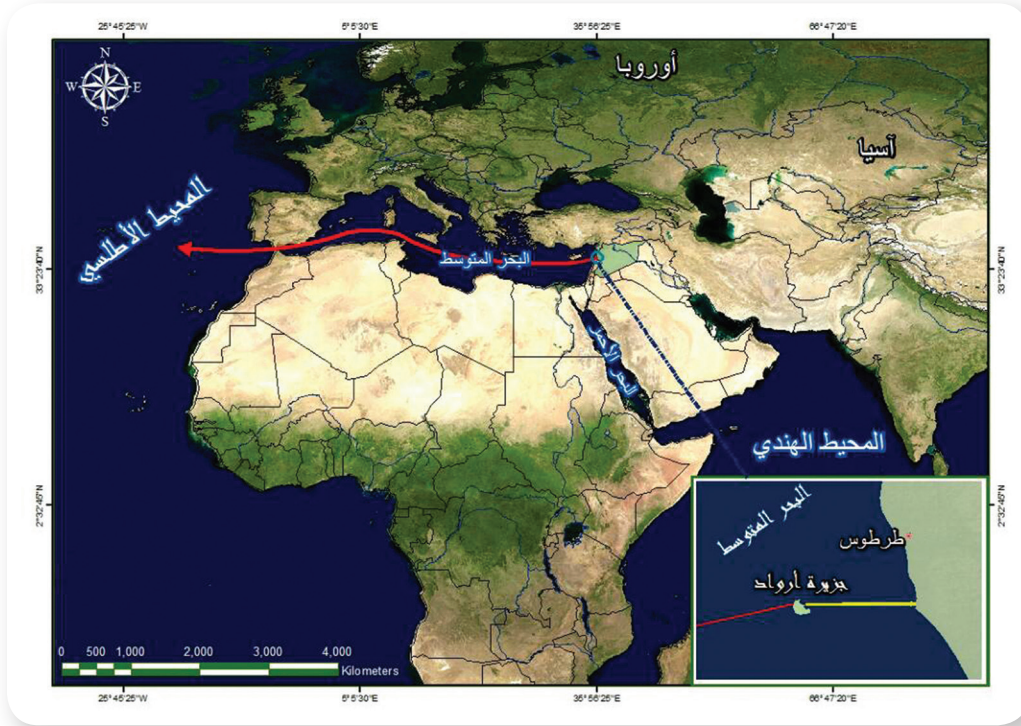 25°45'25"W 5°5'30"E 35°56'25"E 66°47'20"E
N
W E
S
أوروبا
آسيا
المحيط الأطلسي
33°23'40"N 33°23'40"N
البحر المتوسط
البحر الأحمر
المحيط الهندي
2°32'45"N 2°32'45"N
البحر المتوسط
طرطوس
جزيرة أرواد
0 500 1,000 2,000 3,000 4,000
Kilometers
25°45'25"W 5°5'30"E 35°56'25"E 66°47'20"E